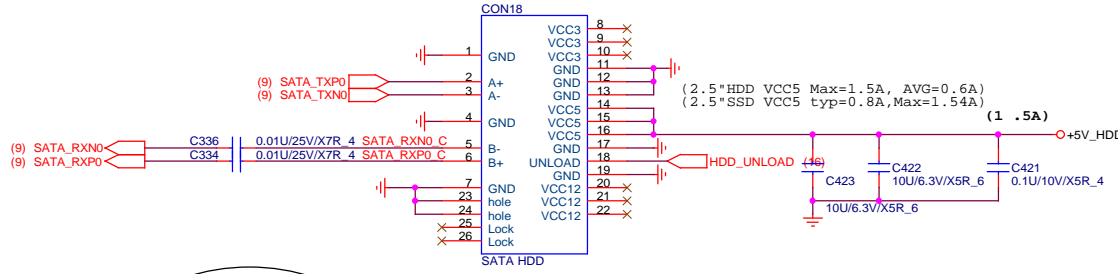 CON18
1 GND
(9) SATA_TXP0 2 A+
(9) SATA_TXN0 3 A-
4 GND
(9) SATA_RXN0 C336 0.01U/25V/X7R_4 SATA_RXN0_C 5 B-
(9) SATA_RXP0 C334 0.01U/25V/X7R_4 SATA_RXP0_C 6 B+
7 GND
23 hole
24 hole
25 Lock
26 Lock
VCC3 8
VCC3 9
VCC3 10
GND 11
GND 12
GND 13
VCC5 14
VCC5 15
VCC5 16
GND 17
UNLOAD 18 HDD_UNLOAD (16)
GND 19
VCC12 20
VCC12 21
VCC12 22
SATA HDD
(2.5"HDD VCC5 Max=1.5A, AVG=0.6A)
(2.5"SSD VCC5 typ=0.8A,Max=1.54A)
(1 .5A)
+5V_HDD
C423
10U/6.3V/X5R_6
C422
10U/6.3V/X5R_6
C421
0.1U/10V/X5R_4